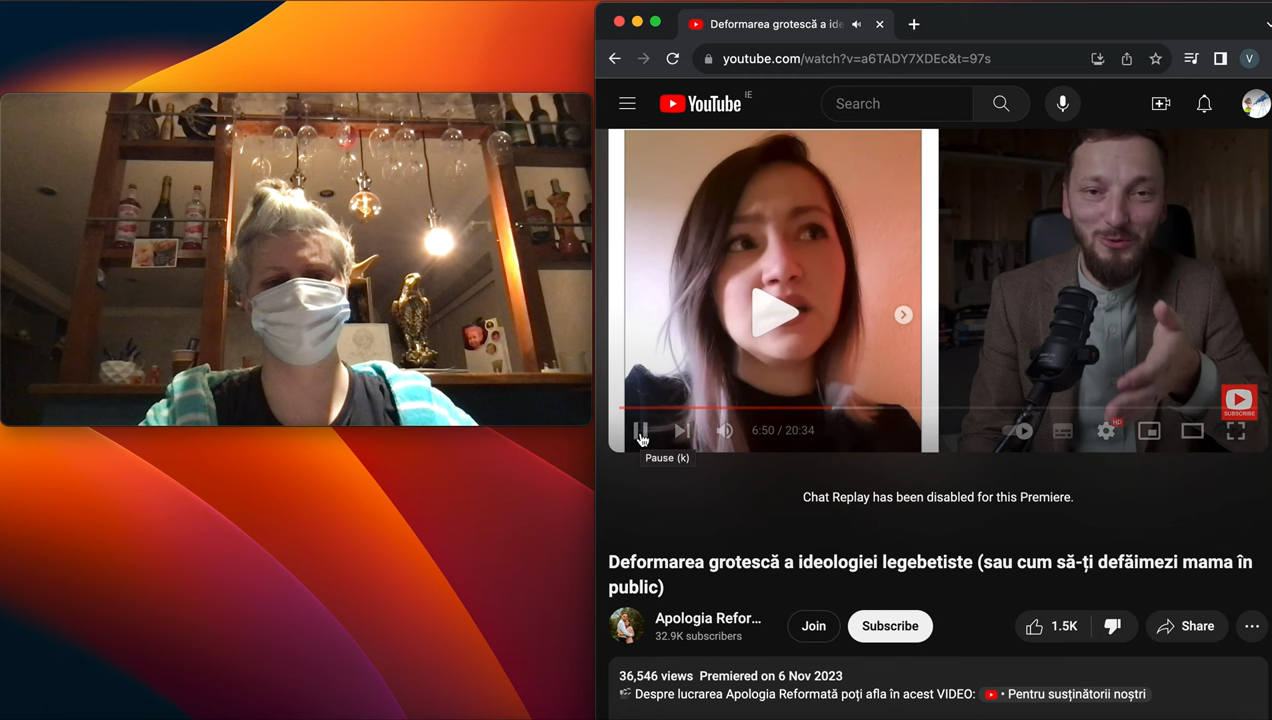 Deformarea grotescă a ide
youtube.com/watch?v=a6TADY7XDEc&t=97s
V
YouTube IE
Search
SUBSCRIBE
6:50 / 20:34
HD
Pause (k)
Chat Replay has been disabled for this Premiere.
Deformarea grotescă a ideologiei legebetiste (sau cum să-ți defăimezi mama în
public)
Apologia Refor...
32.9K subscribers
Join
Subscribe
1.5K
Share
36,546 views Premiered on 6 Nov 2023
Despre lucrarea Apologia Reformată poți afla în acest VIDEO: • Pentru susținătorii noștri